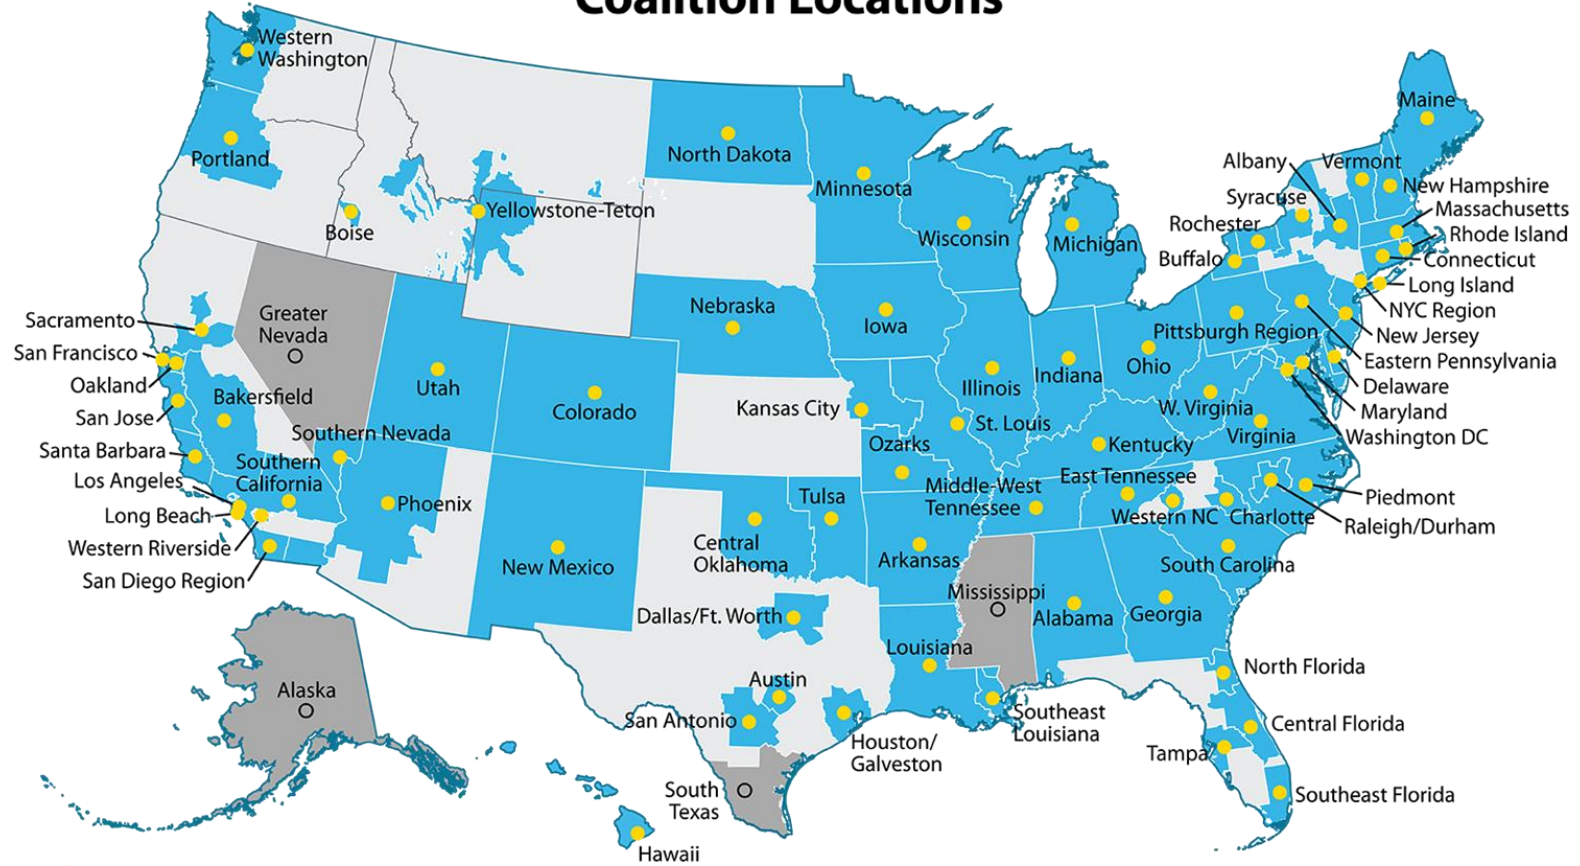 Coalition Locations
Western
Washington
Portland
Boise
Yellowstone-Teton
North Dakota
Minnesota
Wisconsin
Michigan
Maine
Albany
Vermont
Syracuse
New Hampshire
Massachusetts
Rochester
Rhode Island
Buffalo
Connecticut
Long Island
NYC Region
New Jersey
Eastern Pennsylvania
Delaware
Maryland
Washington DC
Pittsburgh Region
Sacramento
San Francisco
Oakland
San Jose
Santa Barbara
Los Angeles
Long Beach
Western Riverside
San Diego Region
Greater
Nevada
Bakersfield
Southern Nevada
Southern
California
Utah
Colorado
Nebraska
Iowa
Illinois
Indiana
Ohio
W. Virginia
Virginia
Kansas City
St. Louis
Ozarks
Kentucky
East Tennessee
Middle-West
Tennessee
Western NC
Charlotte
Piedmont
Raleigh/Durham
Phoenix
New Mexico
Tulsa
Central
Oklahoma
Arkansas
South Carolina
Mississippi
Alabama
Georgia
Dallas/Ft. Worth
Louisiana
Austin
San Antonio
Houston/
Galveston
Southeast
Louisiana
North Florida
Central Florida
Tampa
Southeast Florida
South
Texas
Alaska
Hawaii